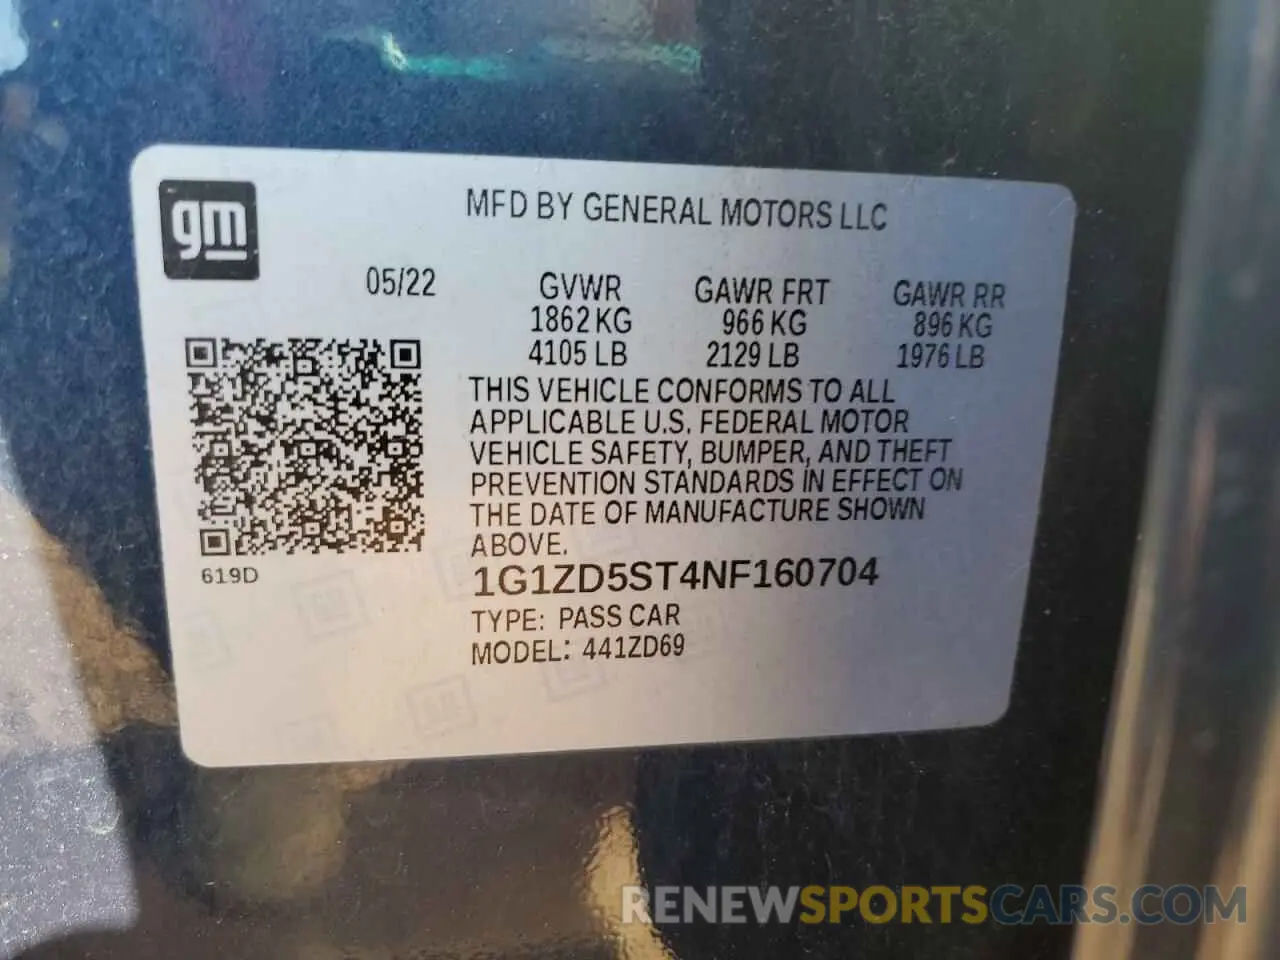 gm
MFD BY GENERAL MOTORS LLC
05/22 GVWR GAWR FRT GAWR RR
1862 KG 966 KG 896 KG
4105 LB 2129 LB 1976 LB
THIS VEHICLE CONFORMS TO ALL
APPLICABLE U.S. FEDERAL MOTOR
VEHICLE SAFETY, BUMPER, AND THEFT
PREVENTION STANDARDS IN EFFECT ON
THE DATE OF MANUFACTURE SHOWN
ABOVE.
619D
1G1ZD5ST4NF160704
TYPE: PASS CAR
MODEL: 441ZD69
RENEWSPORTSCARS.COM